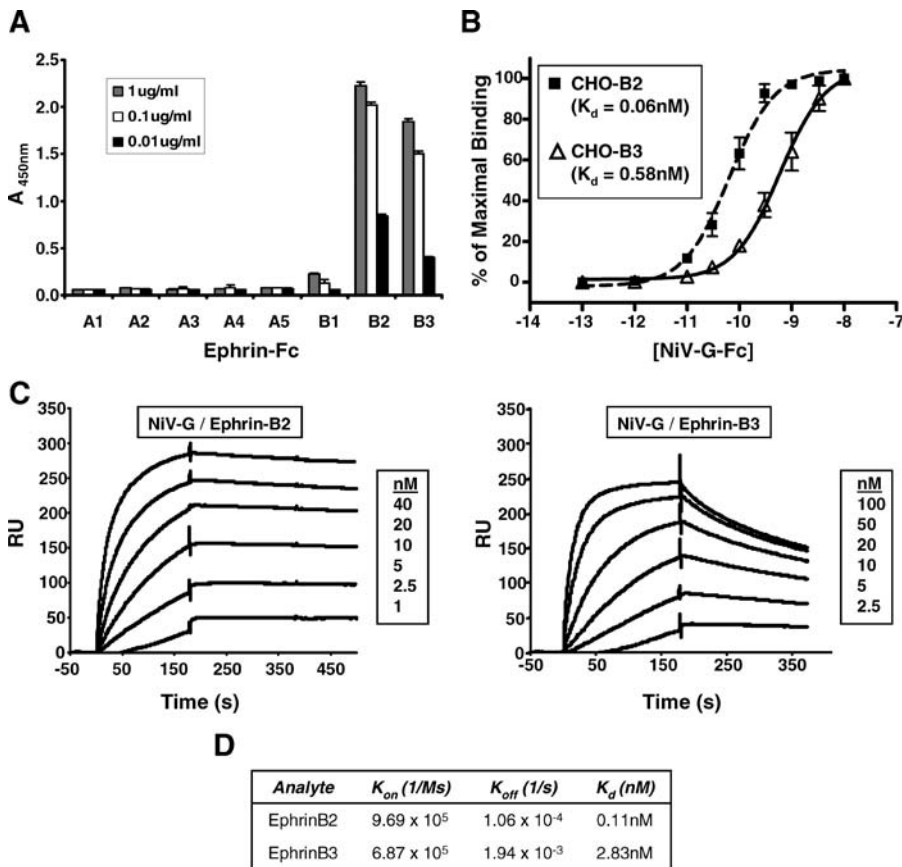 A
2.5
2.0
1.5
1.0
0.5
0.0
A 450nm
1ug/ml
0.1ug/ml
0.01ug/ml
A1 A2 A3 A4 A5 B1 B2 B3
Ephrin-Fc
B
100
80
60
40
20
0
% of Maximal Binding
CHO-B2
(Kd = 0.06nM)
CHO-B3
(Kd = 0.58nM)
-14 -13 -12 -11 -10 -9 -8 -7
[NiV-G-Fc]
C
350
300
250
200
150
100
50
0
RU
NiV-G / Ephrin-B2
-50 50 150 250 350 450
Time (s)
nM
40
20
10
5
2.5
1
350
300
250
200
150
100
50
0
RU
NiV-G / Ephrin-B3
-50 50 150 250 350
Time (s)
nM
100
50
20
10
5
2.5
D
Analyte Kon (1/Ms) Koff (1/s) Kd (nM)
EphrinB2 9.69 x 10⁵ 1.06 x 10⁻⁴ 0.11nM
EphrinB3 6.87 x 10⁵ 1.94 x 10⁻³ 2.83nM